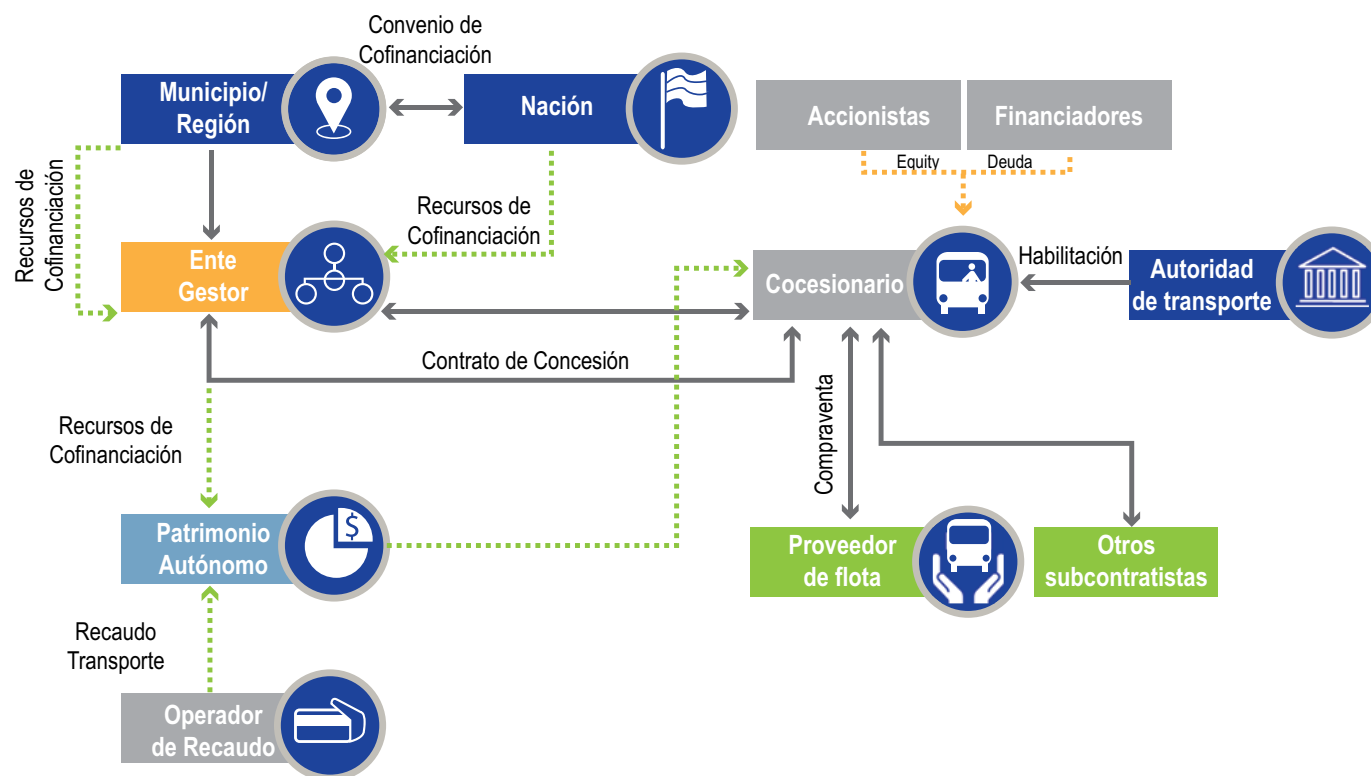 Convenio de
Cofinanciación
Municipio/
Región
Nación
Accionistas
Financiadores
Equity
Deuda
Recursos de
Cofinanciación
Recursos de
Cofinanciación
Ente
Gestor
Cocesionario
Habilitación
Autoridad
de transporte
Contrato de Concesión
Recursos de
Cofinanciación
Compraventa
Patrimonio
Autónomo
$
Proveedor
de flota
Otros
subcontratistas
Recaudo
Transporte
Operador
de Recaudo